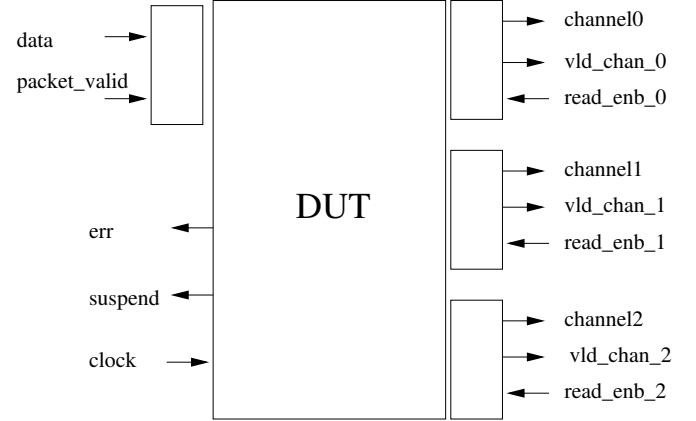 data
packet_valid
err
suspend
clock
DUT
channel0
vld_chan_0
read_enb_0
channel1
vld_chan_1
read_enb_1
channel2
vld_chan_2
read_enb_2